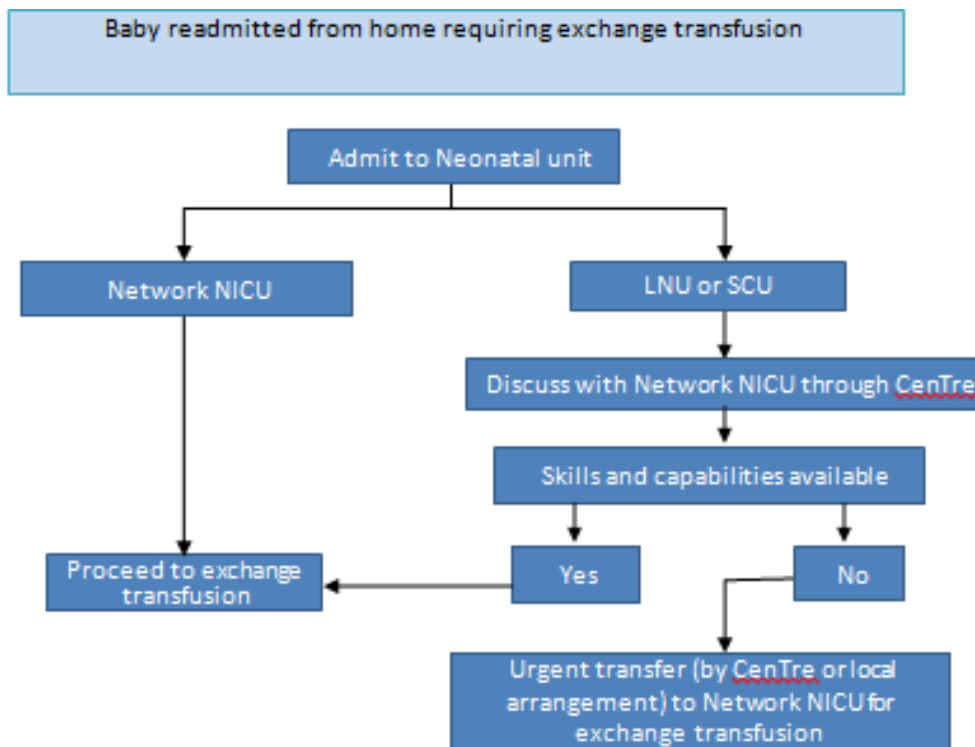 Baby readmitted from home requiring exchange transfusion
Admit to Neonatal unit
Network NICU
LNU or SCU
Discuss with Network NICU through CenTre
Skills and capabilities available
Proceed to exchange
transfusion
Yes
No
Urgent transfer (by CenTre or local
arrangement) to Network NICU for
exchange transfusion